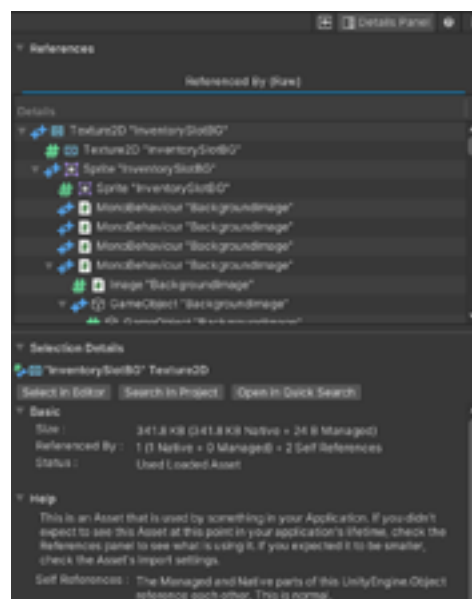 Details Panel
References
Referenced By (Raw)
Details
Texture2D "InventorySlotBG"
Texture2D "InventorySlotBG"
Sprite "InventorySlotBG"
Sprite "InventorySlotBG"
MonoBehaviour "BackgroundImage"
MonoBehaviour "BackgroundImage"
MonoBehaviour "BackgroundImage"
MonoBehaviour "BackgroundImage"
Image "BackgroundImage"
GameObject "BackgroundImage"
GameObject "BackgroundImage"
Selection Details
"InventorySlotBG" Texture2D
Select in Editor Search In Project Open in Quick Search
Basic
Size : 341.8 KB (341.8 KB Native + 24 B Managed)
Referenced By : 1 (1 Native + 0 Managed) + 2 Self References
Status : Used Loaded Asset
Help
This is an Asset that is used by something in your Application. If you didn't
expect to see this Asset at this point in your application's lifetime, check the
References panel to see what is using it. If you expected it to be smaller,
check the Asset's import settings.
Self References : The Managed and Native parts of this UnityEngine.Object
reference each other. This is normal.